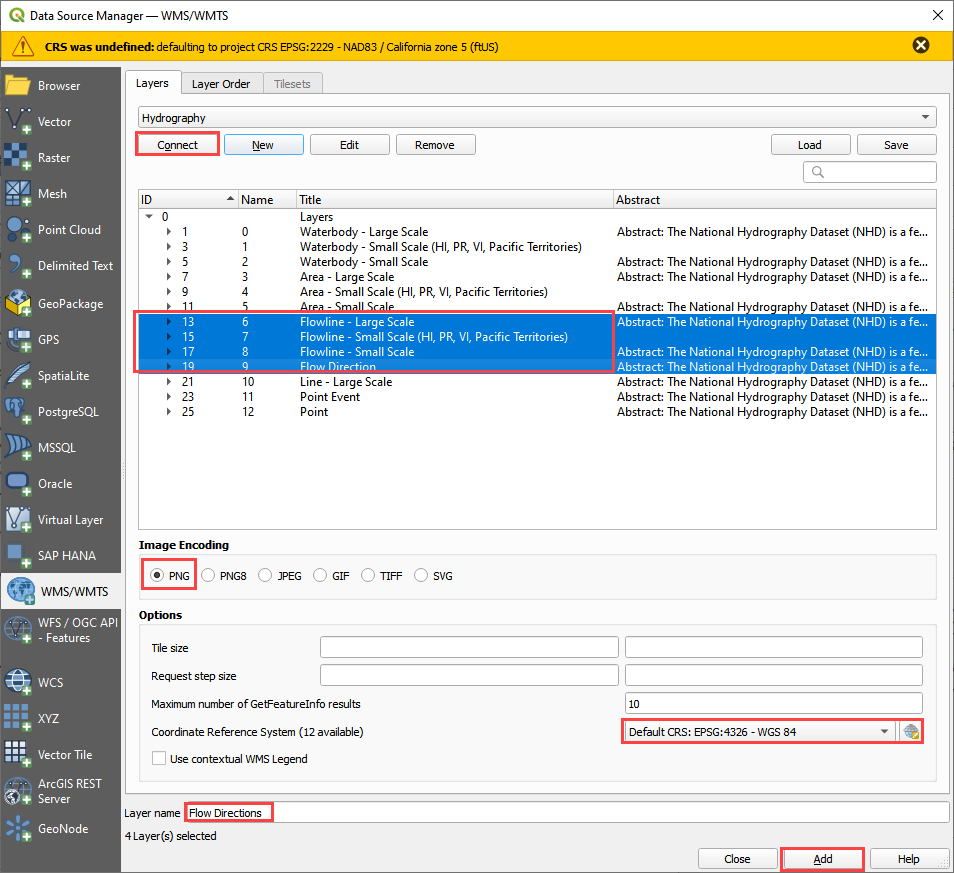 Data Source Manager — WMS/WMTS
CRS was undefined: defaulting to project CRS EPSG:2229 - NAD83 / California zone 5 (ftUS)
Browser
Vector
Raster
Mesh
Point Cloud
Delimited Text
GeoPackage
GPS
SpatiaLite
PostgreSQL
MSSQL
Oracle
Virtual Layer
SAP HANA
WMS/WMTS
WFS / OGC API
- Features
WCS
XYZ
Vector Tile
ArcGIS REST
Server
GeoNode
Layers Layer Order Tilesets
Hydrography
Connect New Edit Remove Load Save
ID Name Title Abstract
0 Layers
1 0 Waterbody - Large Scale Abstract: The National Hydrography Dataset (NHD) is a fe...
3 1 Waterbody - Small Scale (HI, PR, VI, Pacific Territories)
5 2 Waterbody - Small Scale Abstract: The National Hydrography Dataset (NHD) is a fe...
7 3 Area - Large Scale Abstract: The National Hydrography Dataset (NHD) is a fe...
9 4 Area - Small Scale (HI, PR, VI, Pacific Territories)
11 5 Area - Small Scale Abstract: The National Hydrography Dataset (NHD) is a fe...
13 6 Flowline - Large Scale Abstract: The National Hydrography Dataset (NHD) is a fe...
15 7 Flowline - Small Scale (HI, PR, VI, Pacific Territories)
17 8 Flowline - Small Scale Abstract: The National Hydrography Dataset (NHD) is a fe...
19 9 Flow Direction Abstract: The National Hydrography Dataset (NHD) is a fe...
21 10 Line - Large Scale Abstract: The National Hydrography Dataset (NHD) is a fe...
23 11 Point Event Abstract: The National Hydrography Dataset (NHD) is a fe...
25 12 Point Abstract: The National Hydrography Dataset (NHD) is a fe...
Image Encoding
PNG PNG8 JPEG GIF TIFF SVG
Options
Tile size
Request step size
Maximum number of GetFeatureInfo results 10
Coordinate Reference System (12 available) Default CRS: EPSG:4326 - WGS 84
Use contextual WMS Legend
Layer name Flow Directions
4 Layer(s) selected
Close Add Help